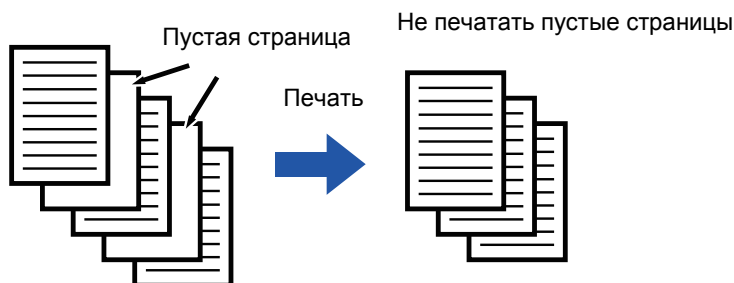 Пустая страница
Не печатать пустые страницы
Печать